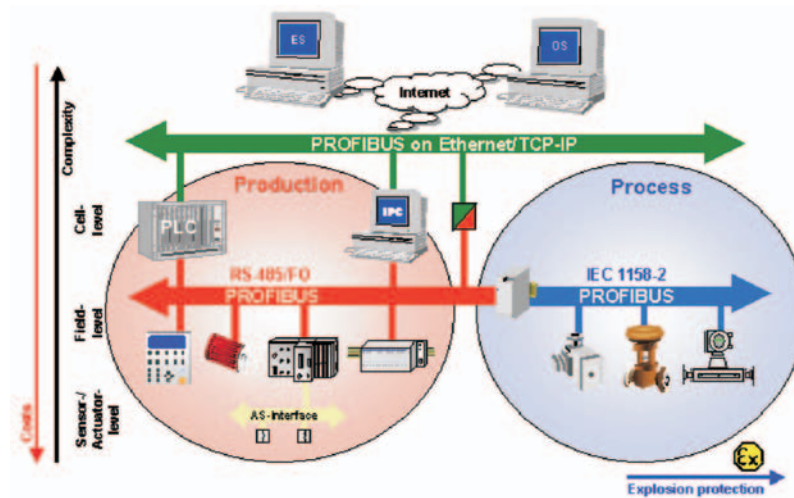 ES
OS
Internet
PROFIBUS on Ethernet/TCP-IP
Production
Process
PLC
IPC
RS-485/FO
PROFIBUS
IEC 1158-2
PROFIBUS
AS-Interface
Complexity
Cell-
level
Field-
level
Sensor-/
Actuator-
level
Costs
Ex
Explosion protection